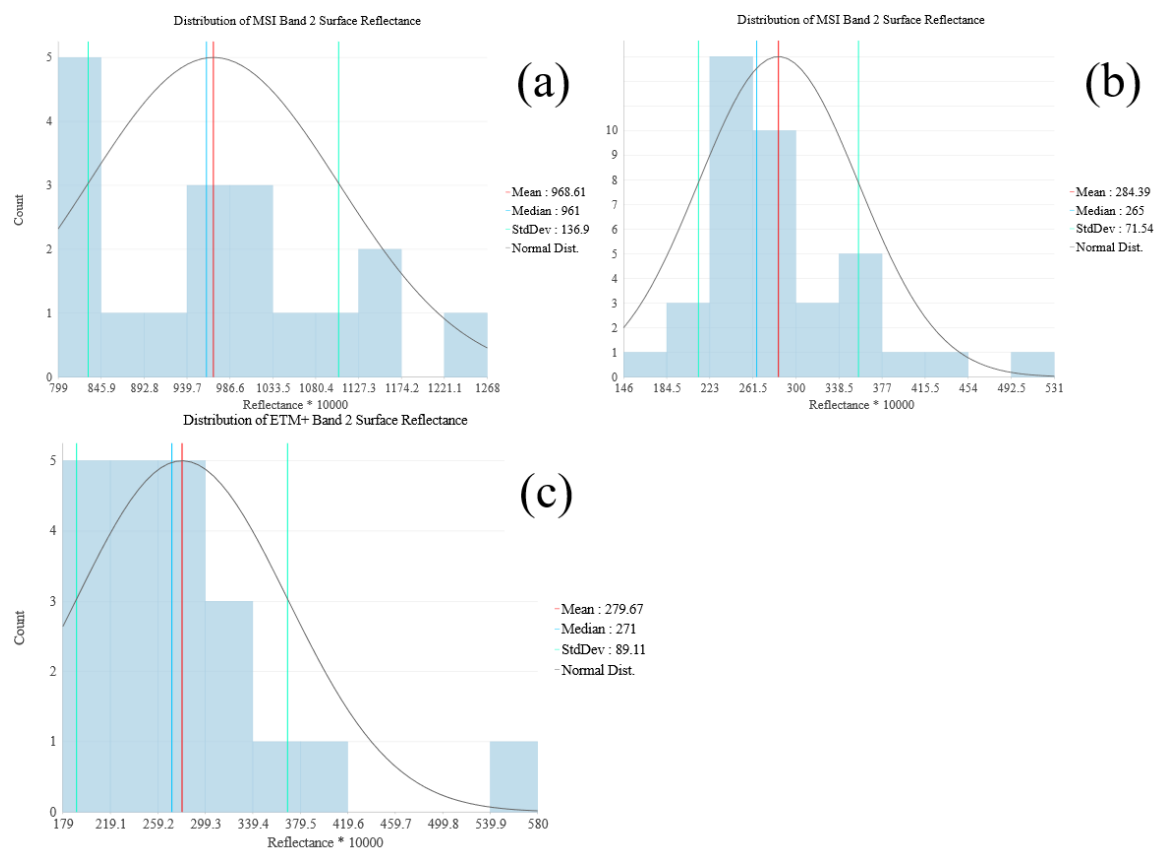 Distribution of MSI Band 2 Surface Reflectance
(a)
Count
5
4
3
2
1
0
799 845.9 892.8 939.7 986.6 1033.5 1080.4 1127.3 1174.2 1221.1 1268
Reflectance * 10000
Mean : 968.61
Median : 961
StdDev : 136.9
Normal Dist.
Distribution of MSI Band 2 Surface Reflectance
(b)
10
9
8
7
6
5
4
3
2
1
0
146 184.5 223 261.5 300 338.5 377 415.5 454 492.5 531
Reflectance * 10000
Mean : 284.39
Median : 265
StdDev : 71.54
Normal Dist.
Distribution of ETM+ Band 2 Surface Reflectance
(c)
Count
5
4
3
2
1
0
179 219.1 259.2 299.3 339.4 379.5 419.6 459.7 499.8 539.9 580
Reflectance * 10000
Mean : 279.67
Median : 271
StdDev : 89.11
Normal Dist.